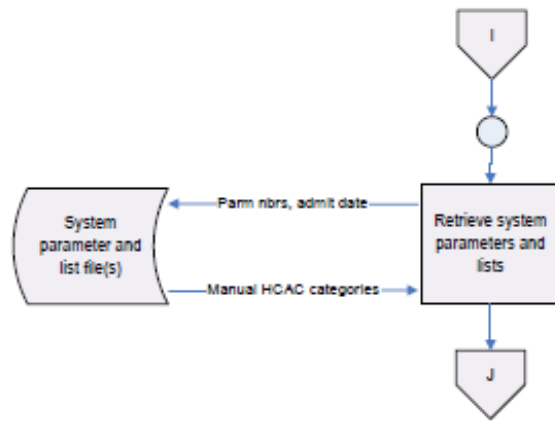 I
Parm nbrs, admit date
System
parameter and
list file(s)
Retrieve system
parameters and
lists
Manual HCAC categories
J